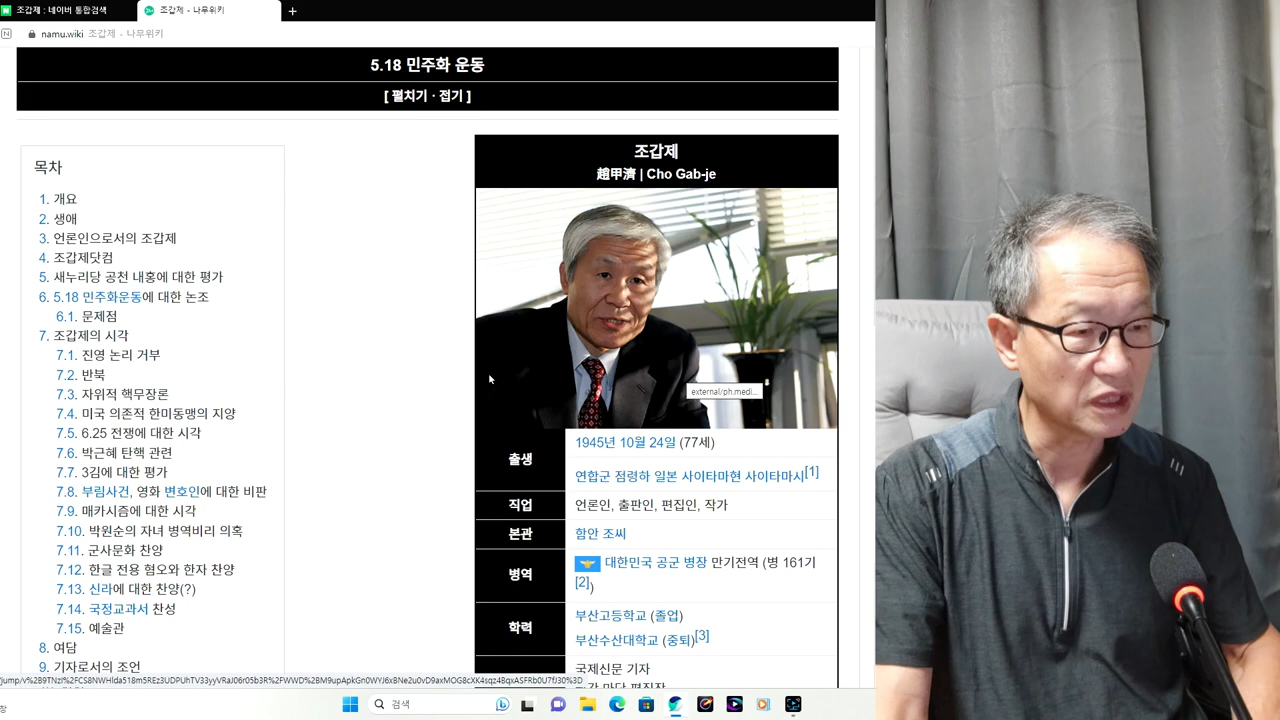 조갑제 : 네이버 통합검색
조갑제 - 나무위키
namu.wiki 조갑제 - 나무위키
5.18 민주화 운동
[ 펼치기 · 접기 ]
목차
1. 개요
2. 생애
3. 언론인으로서의 조갑제
4. 조갑제닷컴
5. 새누리당 공천 내홍에 대한 평가
6. 5.18 민주화운동에 대한 논조
6.1. 문제점
7. 조갑제의 시각
7.1. 진영 논리 거부
7.2. 반북
7.3. 자위적 핵무장론
7.4. 미국 의존적 한미동맹의 지양
7.5. 6.25 전쟁에 대한 시각
7.6. 박근혜 탄핵 관련
7.7. 3김에 대한 평가
7.8. 부림사건, 영화 변호인에 대한 비판
7.9. 매카시즘에 대한 시각
7.10. 박원순의 자녀 병역비리 의혹
7.11. 군사문화 찬양
7.12. 한글 전용 혐오와 한자 찬양
7.13. 신라에 대한 찬양(?)
7.14. 국정교과서 찬성
7.15. 예술관
8. 여담
9. 기자로서의 조언
조갑제
趙甲濟 | Cho Gab-je
external/ph.medi...
출생
1945년 10월 24일 (77세)
연합군 점령하 일본 사이타마현 사이타마시[1]
직업
언론인, 출판인, 편집인, 작가
본관
함안 조씨
병역
대한민국 공군 병장 만기전역 (병 161기
[2])
학력
부산고등학교 (졸업)
부산수산대학교 (중퇴)[3]
국제신문 기자
검색